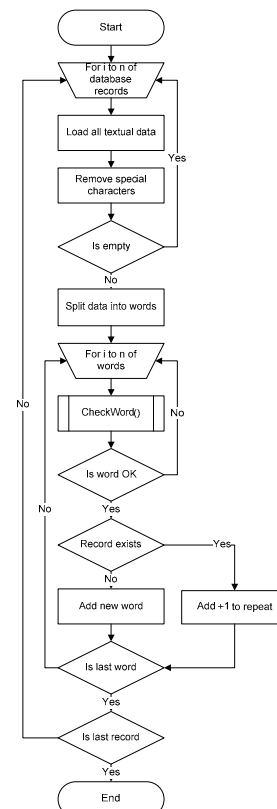 Start
For i to n of
database
records
Load all textual data
Yes
Remove special
characters
Is empty
No
Split data into words
For i to n of
words
No
CheckWord()
No
No
Is word OK
Yes
Record exists
Yes
No
Add new word
Add +1 to repeat
Is last word
Yes
Is last record
Yes
End